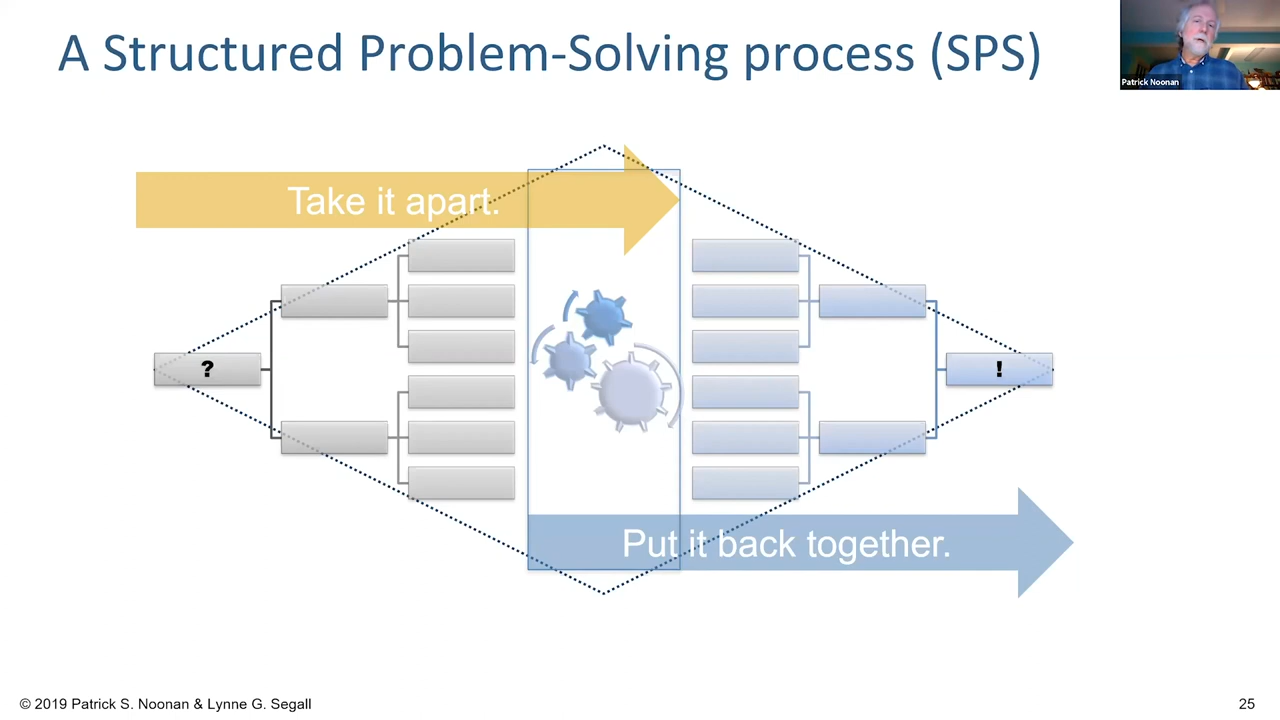 A Structured Problem-Solving process (SPS)
Patrick Noonan
Take it apart.
?
!
Put it back together.
© 2019 Patrick S. Noonan & Lynne G. Segall
25